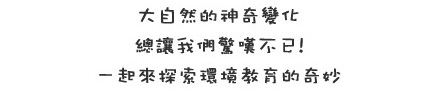 大自然的神奇變化
總讓我們驚嘆不已!
一起來探索環境教育的奇妙